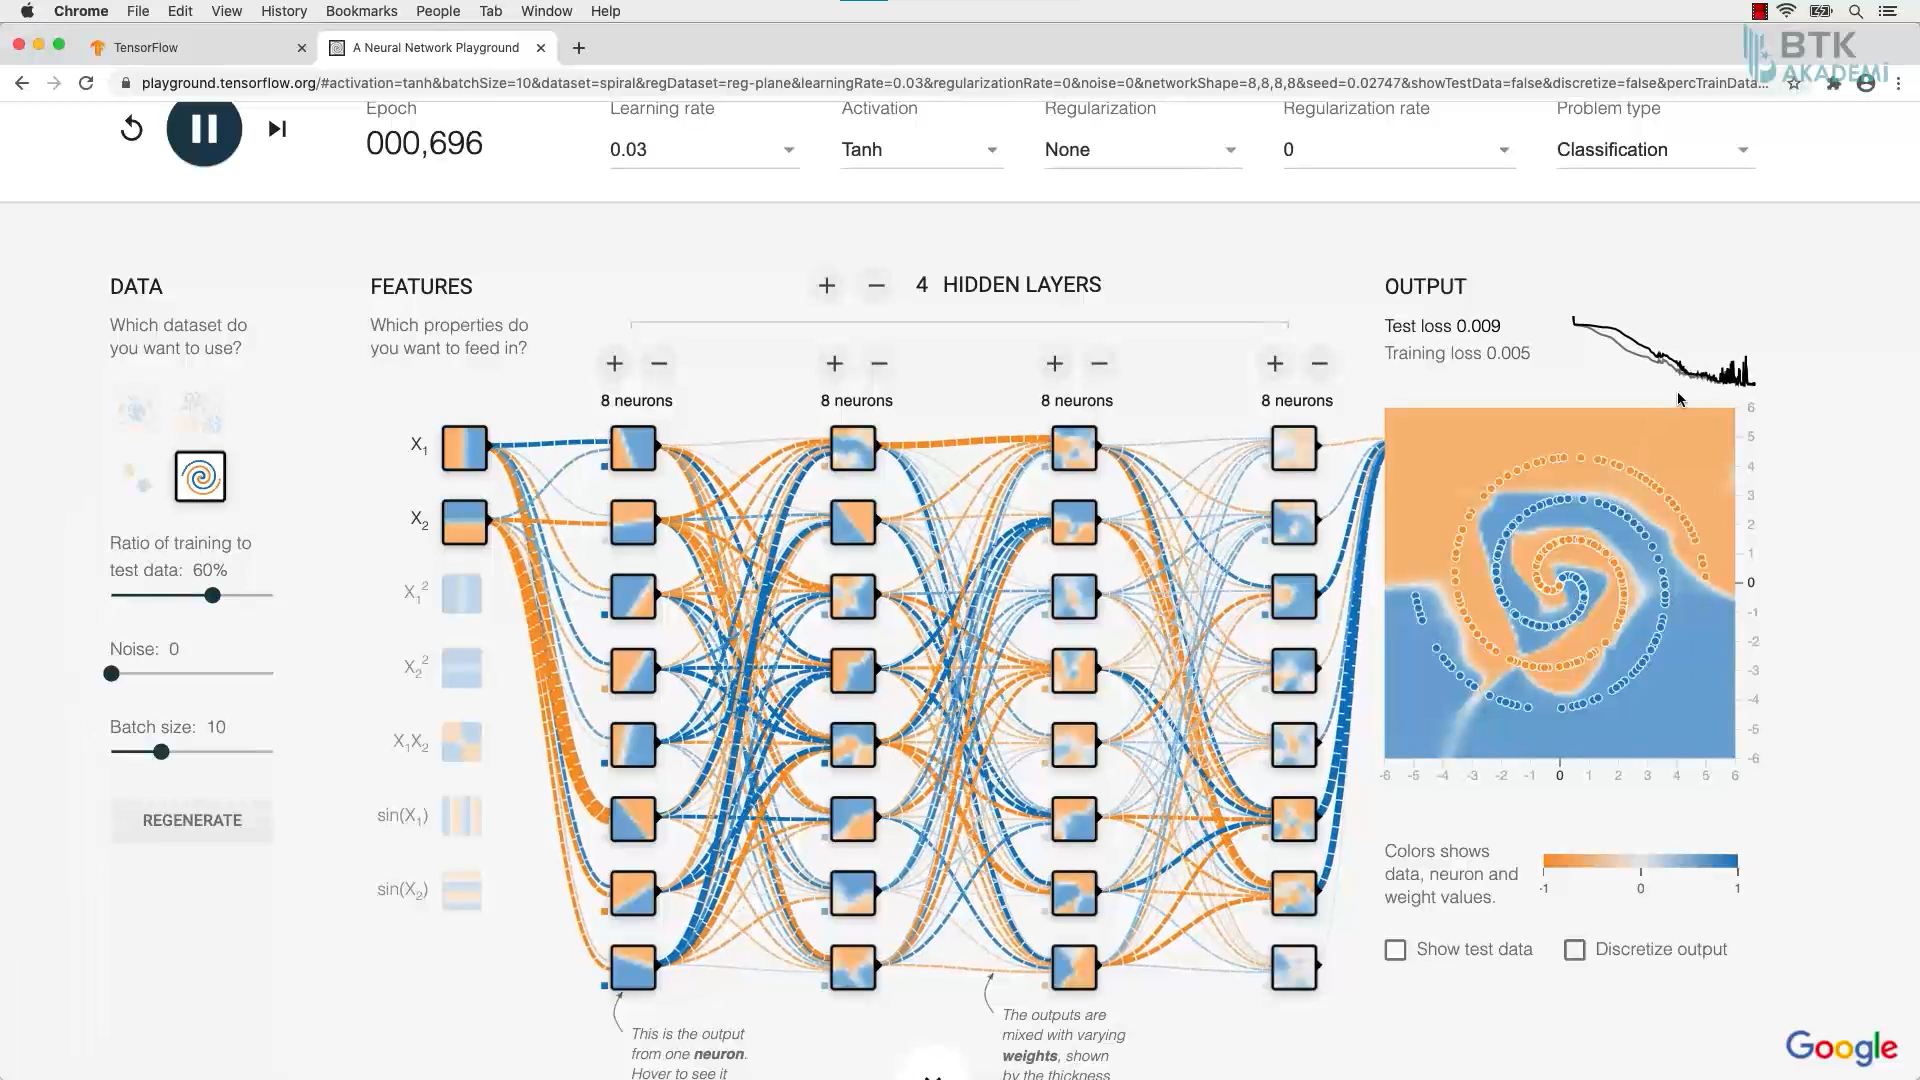 Chrome File Edit View History Bookmarks People Tab Window Help
TensorFlow
A Neural Network Playground
BTK
AKADEMİ
playground.tensorflow.org/#activation=tanh&batchSize=10&dataset=spiral&regDataset=reg-plane&learningRate=0.03&regularizationRate=0&noise=0&networkShape=8,8,8,8&seed=0.02747&showTestData=false&discretize=false&percTrainData...
Epoch
000,696
Learning rate
0.03
Activation
Tanh
Regularization
None
Regularization rate
0
Problem type
Classification
DATA
Which dataset do
you want to use?
Ratio of training to
test data: 60%
Noise: 0
Batch size: 10
REGENERATE
FEATURES
Which properties do
you want to feed in?
X1
X2
X1²
X2²
X1X2
sin(X1)
sin(X2)
+ − 4 HIDDEN LAYERS
+ − + − + − + −
8 neurons 8 neurons 8 neurons 8 neurons
This is the output
from one neuron.
Hover to see it
The outputs are
mixed with varying
weights, shown
by the thickness
OUTPUT
Test loss 0.009
Training loss 0.005
6
5
4
3
2
1
0
-1
-2
-3
-4
-5
-6
-6 -5 -4 -3 -2 -1 0 1 2 3 4 5 6
Colors shows
data, neuron and
weight values.
-1 0 1
Show test data
Discretize output
Google